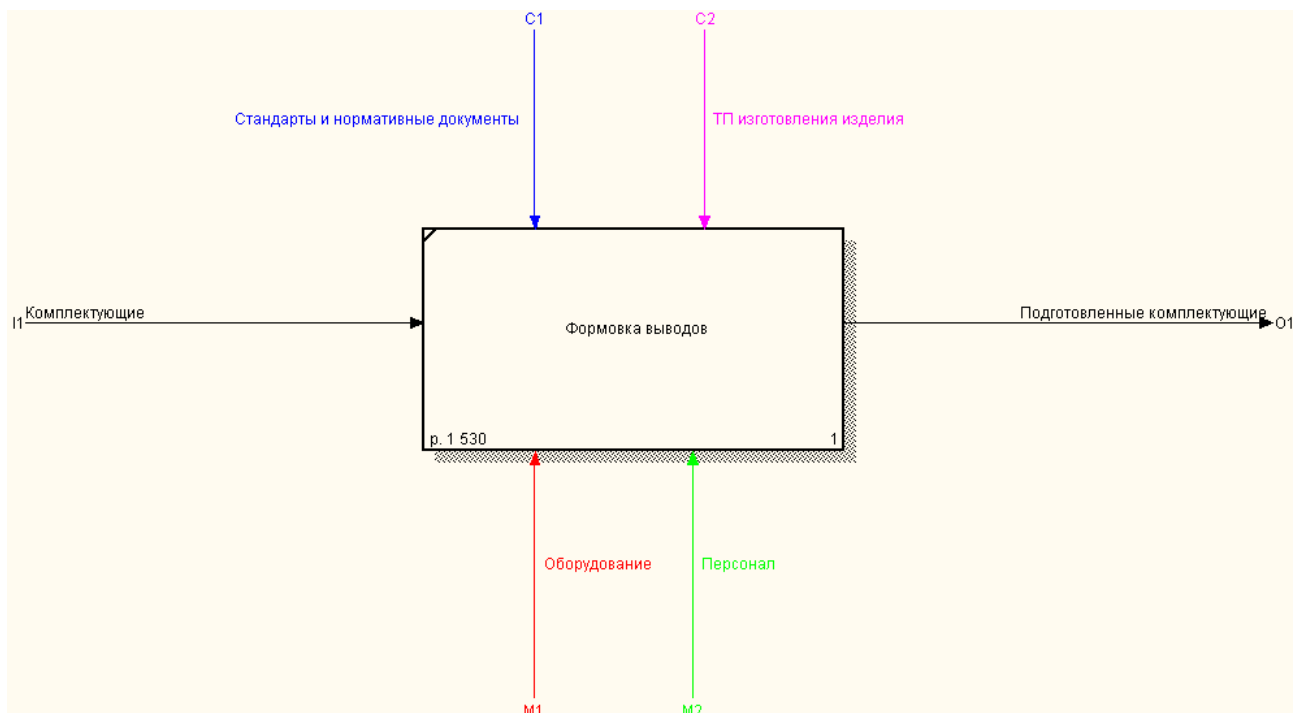 C1
C2
Стандарты и нормативные документы
ТП изготовления изделия
I1
Комплектующие
Формовка выводов
Подготовленные комплектующие
O1
р. 1 530
1
Оборудование
Персонал
M1
M2